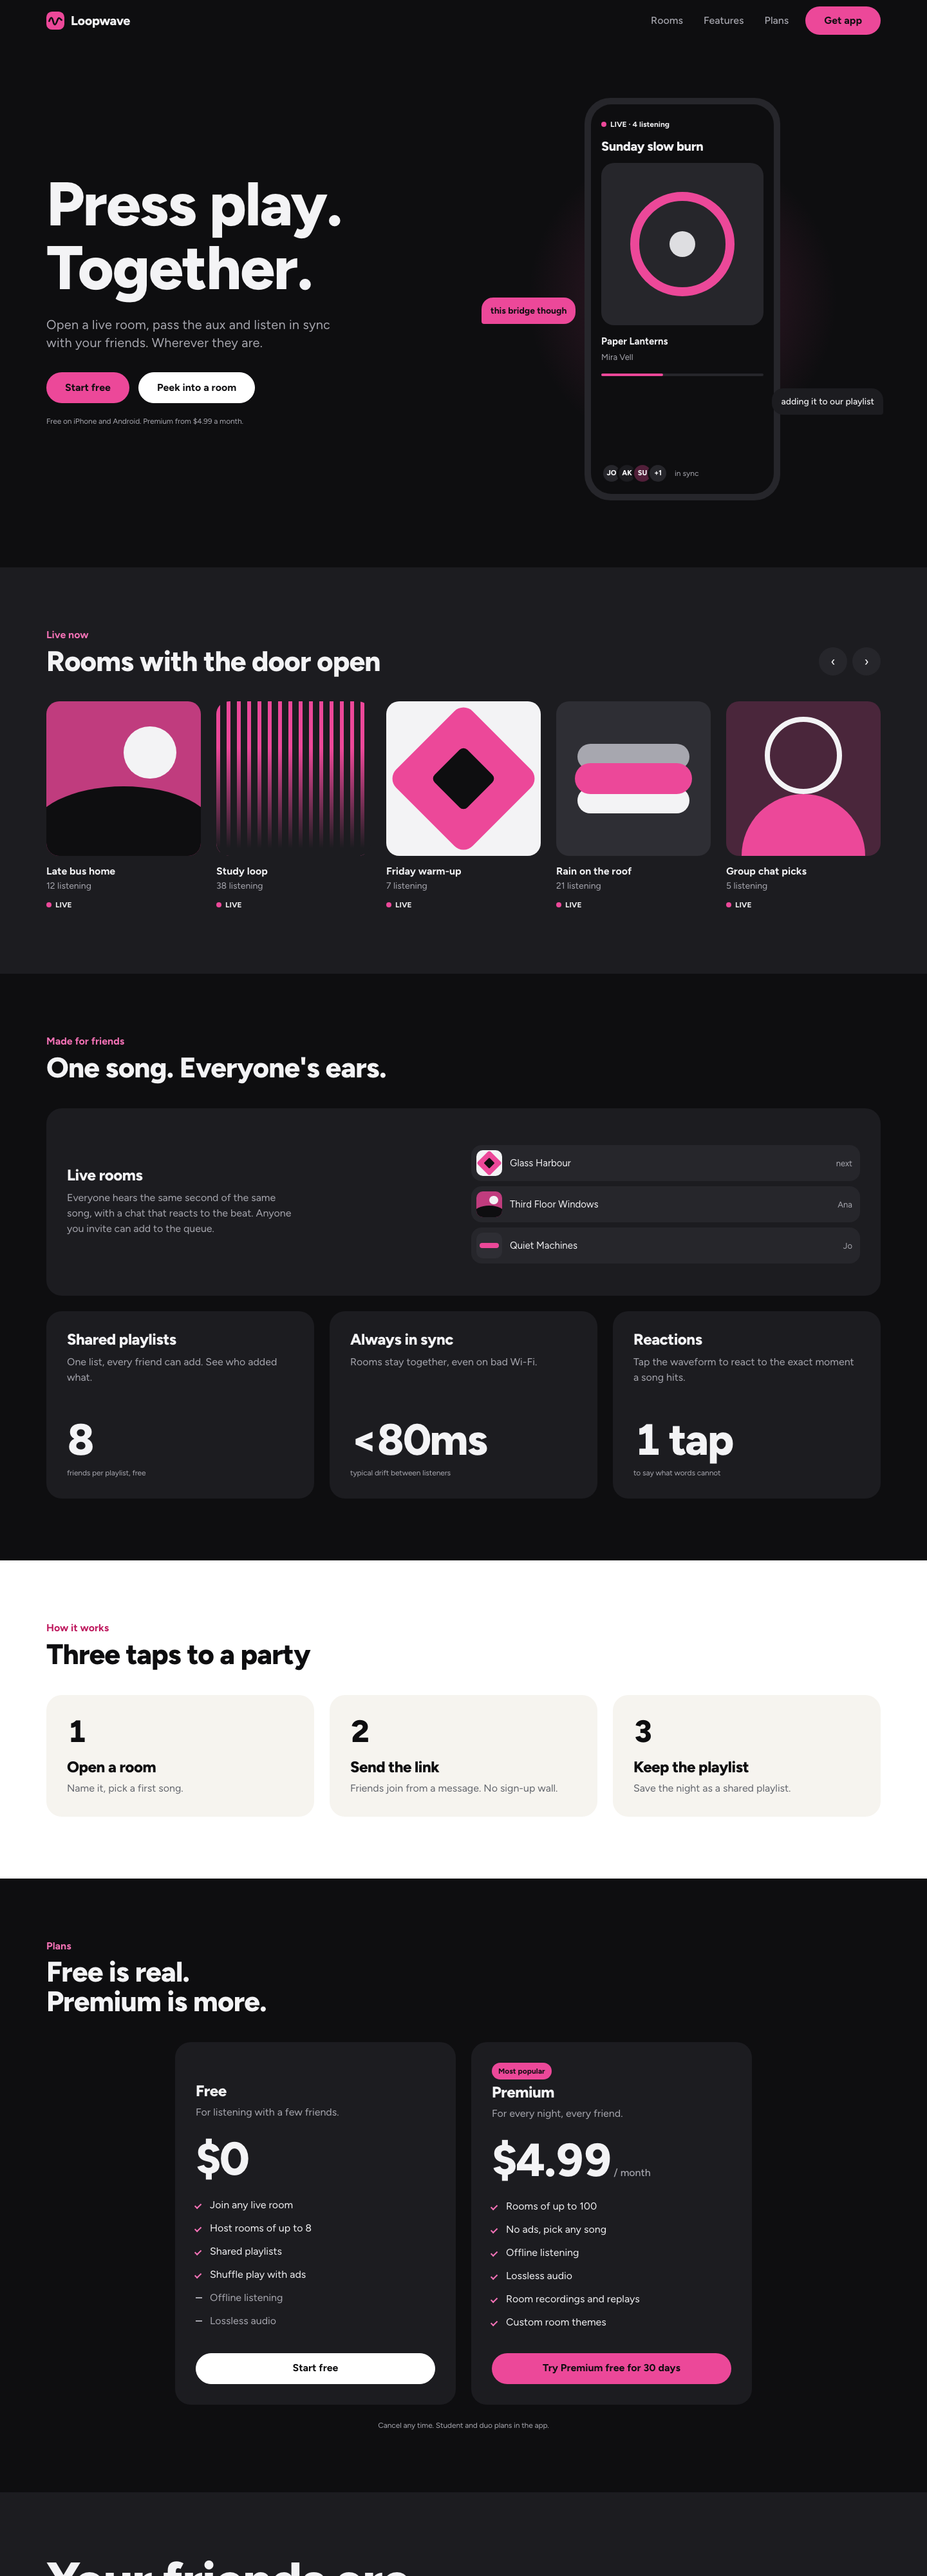 Loopwave
Rooms
Features
Plans
Get app
LIVE · 4 listening
Sunday slow burn
Press play.
Together.
Open a live room, pass the aux and listen in sync
with your friends. Wherever they are.
Start free
Peek into a room
Free on iPhone and Android. Premium from $4.99 a month.
this bridge though
Paper Lanterns
Mira Vell
adding it to our playlist
JO
AK
SU
+1
in sync
Live now
Rooms with the door open
‹
›
Late bus home
12 listening
LIVE
Study loop
38 listening
LIVE
Friday warm-up
7 listening
LIVE
Rain on the roof
21 listening
LIVE
Group chat picks
5 listening
LIVE
Made for friends
One song. Everyone's ears.
Live rooms
Everyone hears the same second of the same
song, with a chat that reacts to the beat. Anyone
you invite can add to the queue.
Glass Harbour
next
Third Floor Windows
Ana
Quiet Machines
Jo
Shared playlists
One list, every friend can add. See who added
what.
8
friends per playlist, free
Always in sync
Rooms stay together, even on bad Wi-Fi.
<80ms
typical drift between listeners
Reactions
Tap the waveform to react to the exact moment
a song hits.
1 tap
to say what words cannot
How it works
Three taps to a party
1
Open a room
Name it, pick a first song.
2
Send the link
Friends join from a message. No sign-up wall.
3
Keep the playlist
Save the night as a shared playlist.
Plans
Free is real.
Premium is more.
Free
For listening with a few friends.
$0
Join any live room
Host rooms of up to 8
Shared playlists
Shuffle play with ads
Offline listening
Lossless audio
Start free
Most popular
Premium
For every night, every friend.
$4.99 / month
Rooms of up to 100
No ads, pick any song
Offline listening
Lossless audio
Room recordings and replays
Custom room themes
Try Premium free for 30 days
Cancel any time. Student and duo plans in the app.
Your friends are